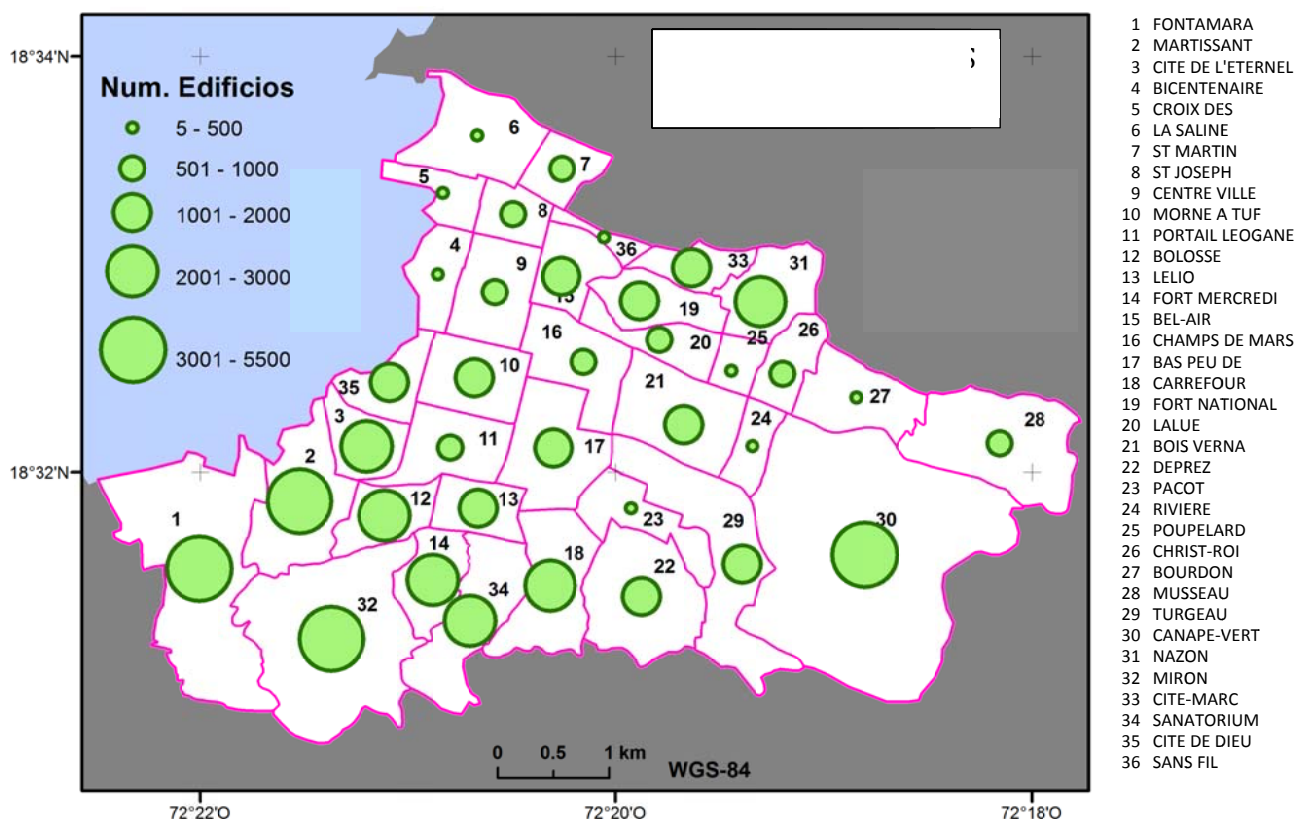 18°34'N
18°32'N
72°22'O
72°20'O
72°18'O
Num. Edificios
5 - 500
501 - 1000
1001 - 2000
2001 - 3000
3001 - 5500
6
7
5
8
36
4
9
33
31
15
19
16
20
25
26
10
21
35
27
3
24
28
11
17
2
12
13
1
23
29
30
14
18
22
34
32
0 0.5 1 km
WGS-84
1 FONTAMARA
2 MARTISSANT
3 CITE DE L'ETERNEL
4 BICENTENAIRE
5 CROIX DES
6 LA SALINE
7 ST MARTIN
8 ST JOSEPH
9 CENTRE VILLE
10 MORNE A TUF
11 PORTAIL LEOGANE
12 BOLOSSE
13 LELIO
14 FORT MERCREDI
15 BEL-AIR
16 CHAMPS DE MARS
17 BAS PEU DE
18 CARREFOUR
19 FORT NATIONAL
20 LALUE
21 BOIS VERNA
22 DEPREZ
23 PACOT
24 RIVIERE
25 POUPELARD
26 CHRIST-ROI
27 BOURDON
28 MUSSEAU
29 TURGEAU
30 CANAPE-VERT
31 NAZON
32 MIRON
33 CITE-MARC
34 SANATORIUM
35 CITE DE DIEU
36 SANS FIL